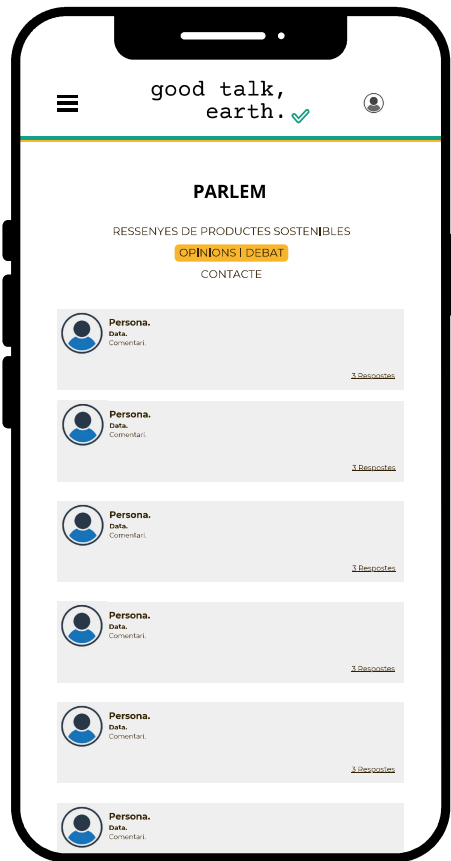 good talk,
earth.
PARLEM
RESSENYES DE PRODUCTES SOSTENIBLES
OPINIONS I DEBAT
CONTACTE
Persona.
Data.
Comentari.
3 Respostes
Persona.
Data.
Comentari.
3 Respostes
Persona.
Data.
Comentari.
3 Respostes
Persona.
Data.
Comentari.
3 Respostes
Persona.
Data.
Comentari.
3 Respostes
Persona.
Data.
Comentari.